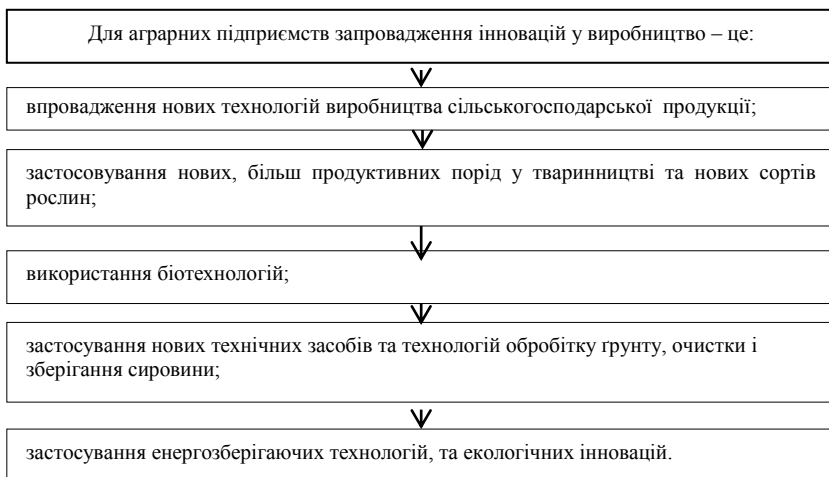 Для аграрних підприємств запровадження інновацій у виробництво – це:
впровадження нових технологій виробництва сільськогосподарської продукції;
застосовування нових, більш продуктивних порід у тваринництві та нових сортів
рослин;
використання біотехнологій;
застосування нових технічних засобів та технологій обробітку ґрунту, очистки і
зберігання сировини;
застосування енергозберігаючих технологій, та екологічних інновацій.